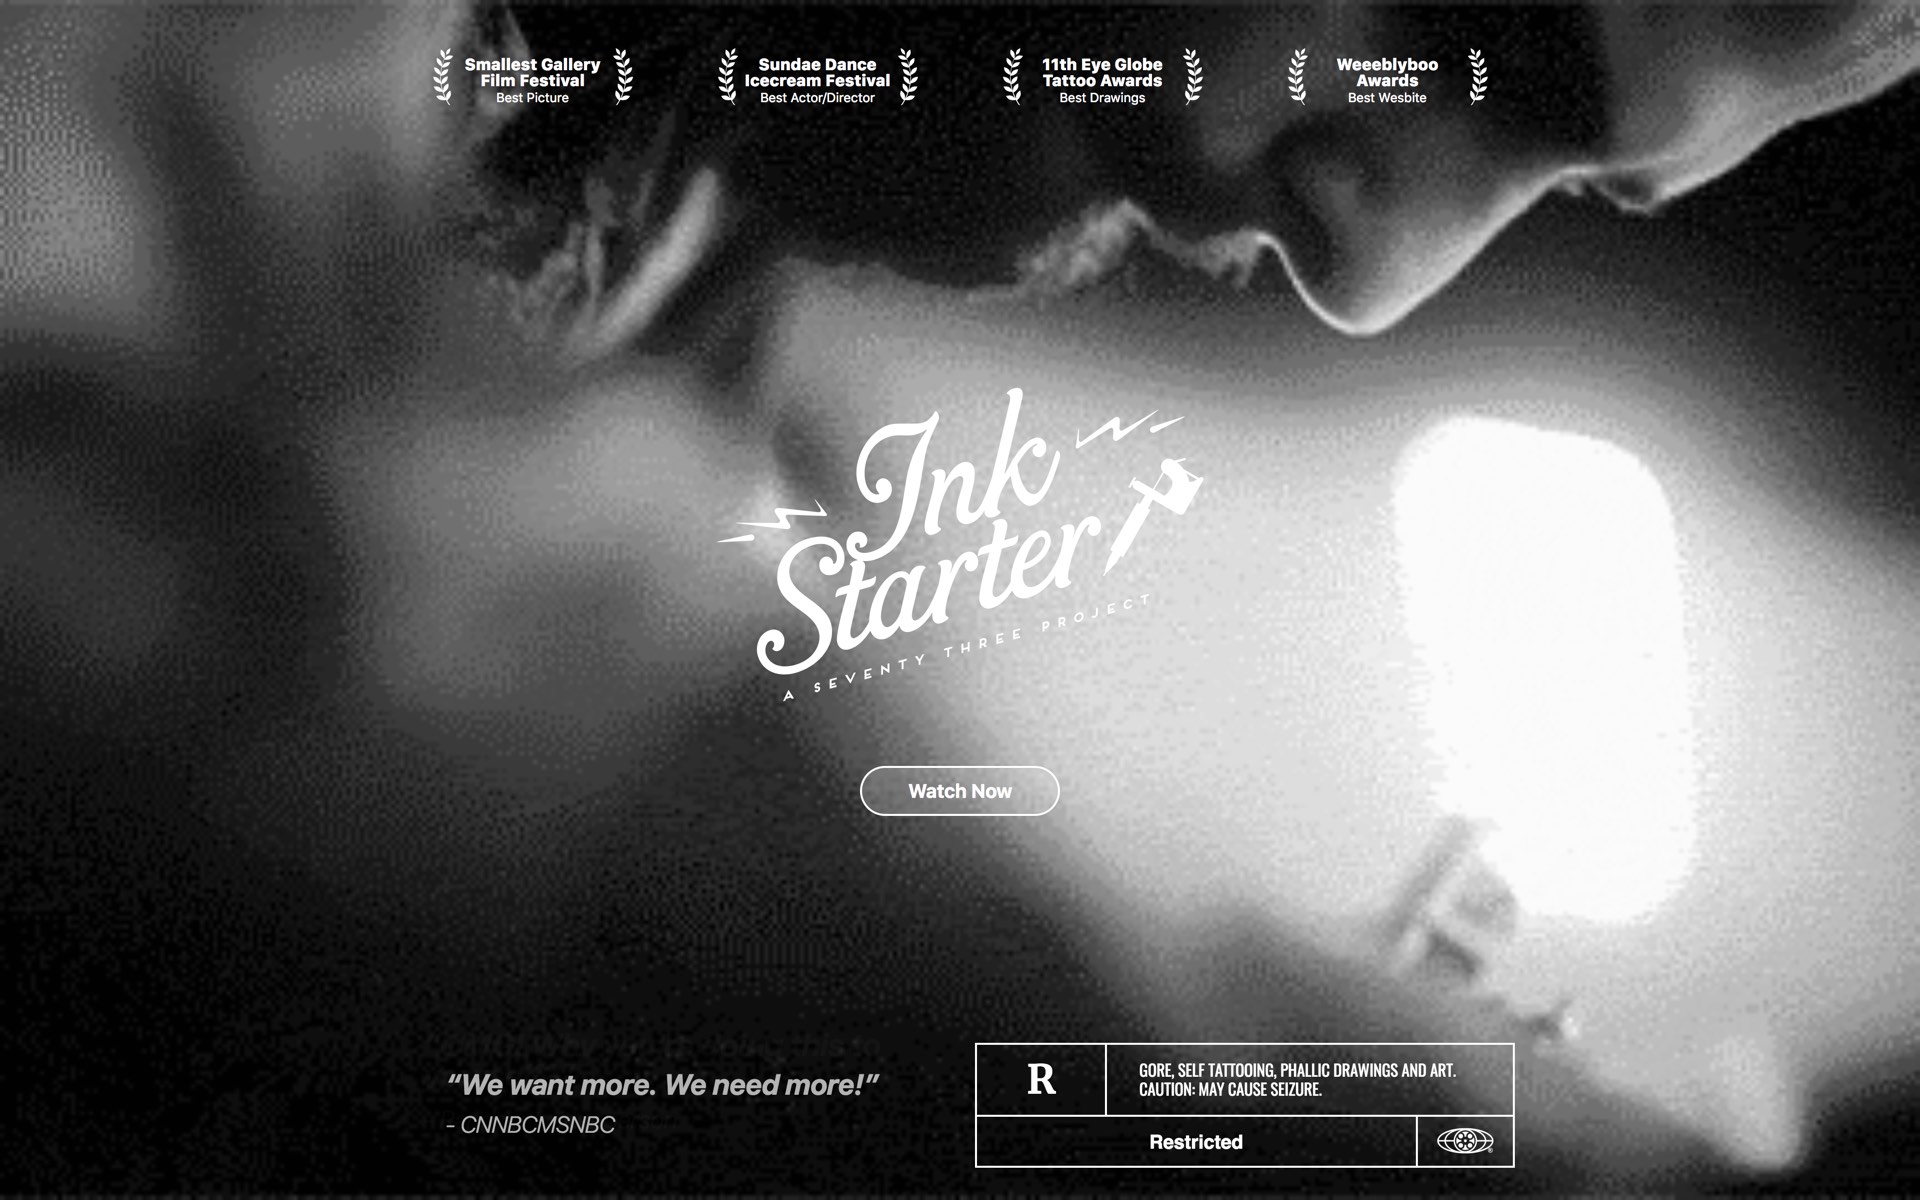 Smallest Gallery
Film Festival
Best Picture
Sundae Dance
Icecream Festival
Best Actor/Director
11th Eye Globe
Tattoo Awards
Best Drawings
Weeeblyboo
Awards
Best Wesbite
Ink
Starter
A SEVENTY THREE PROJECT
Watch Now
“We want more. We need more!”
- CNNBCMSNBC
R
GORE, SELF TATTOOING, PHALLIC DRAWINGS AND ART.
CAUTION: MAY CAUSE SEIZURE.
Restricted